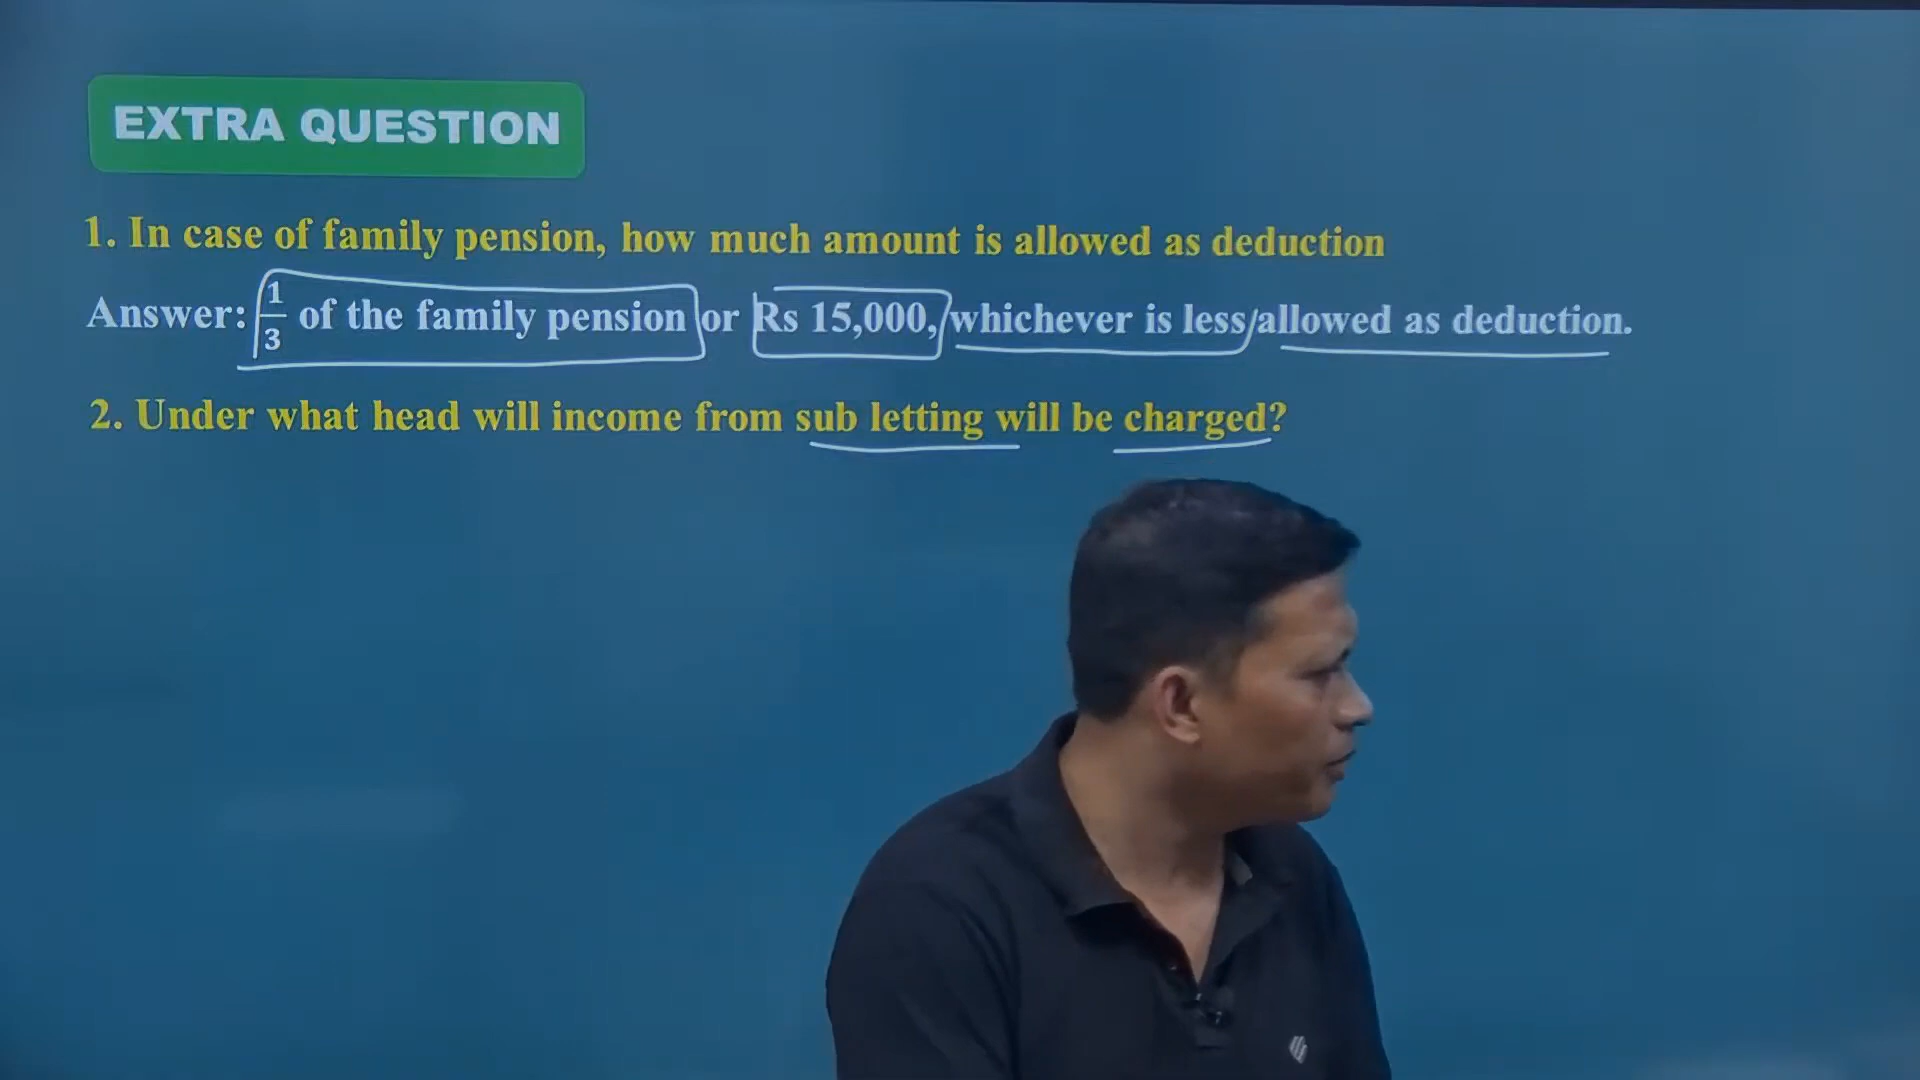 EXTRA QUESTION
1. In case of family pension, how much amount is allowed as deduction
Answer: 1/3 of the family pension or Rs 15,000, whichever is less allowed as deduction.
2. Under what head will income from sub letting will be charged?